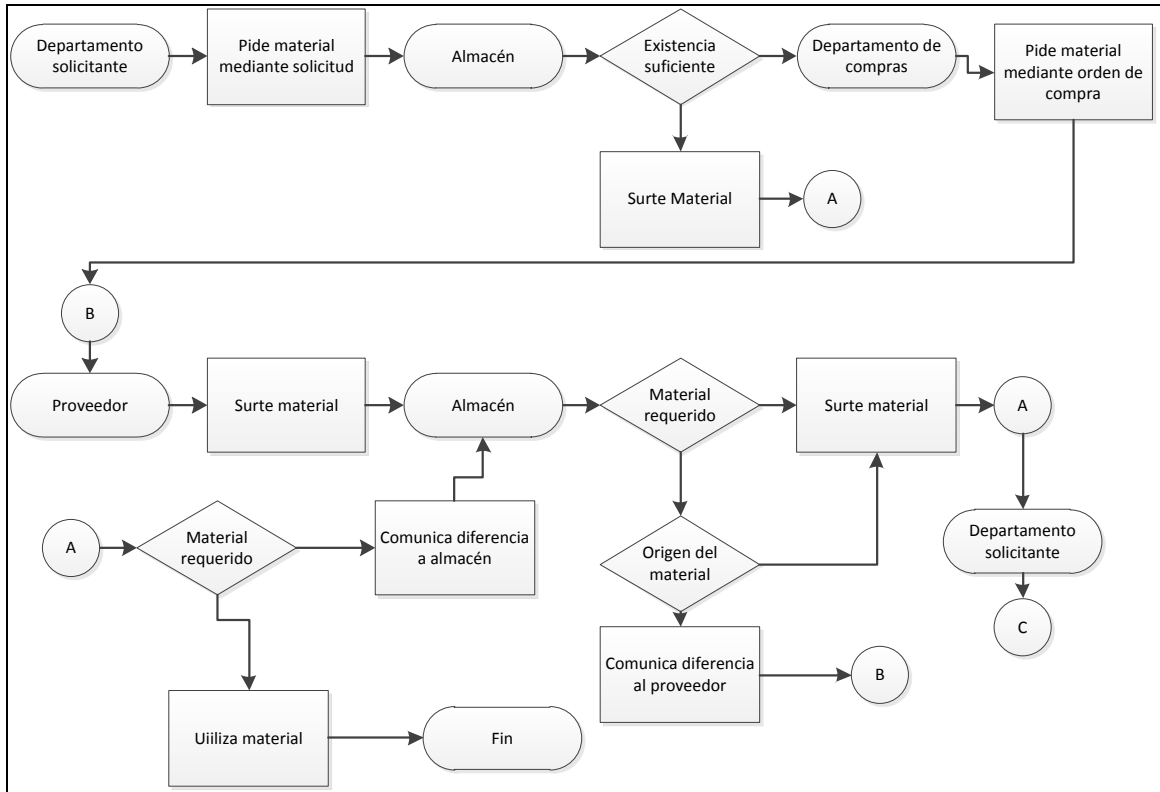 Departamento
solicitante
Pide material
mediante solicitud
Almacén
Existencia
suficiente
Departamento de
compras
Pide material
mediante orden de
compra
Surte Material
A
B
Proveedor
Surte material
Almacén
Material
requerido
Surte material
A
A
Material
requerido
Comunica diferencia
a almacén
Origen del
material
Departamento
solicitante
Comunica diferencia
al proveedor
B
C
Uiiliza material
Fin